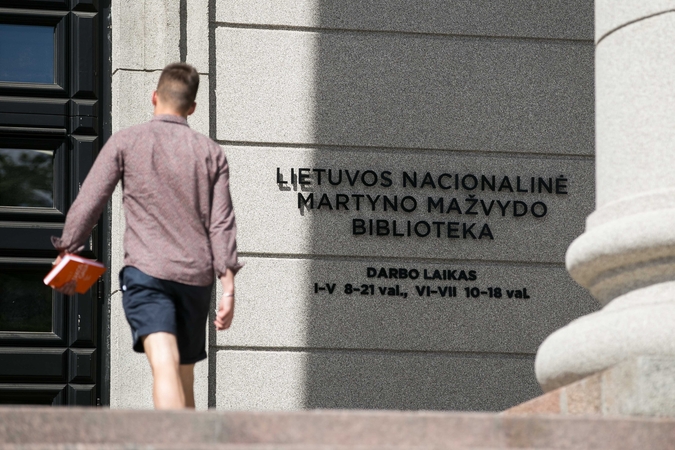 LIETUVOS NACIONALINĖ
MARTYNO MAŽVYDO
BIBLIOTEKA
DARBO LAIKAS
I-V 8-21 val., VI-VII 10-18 val.